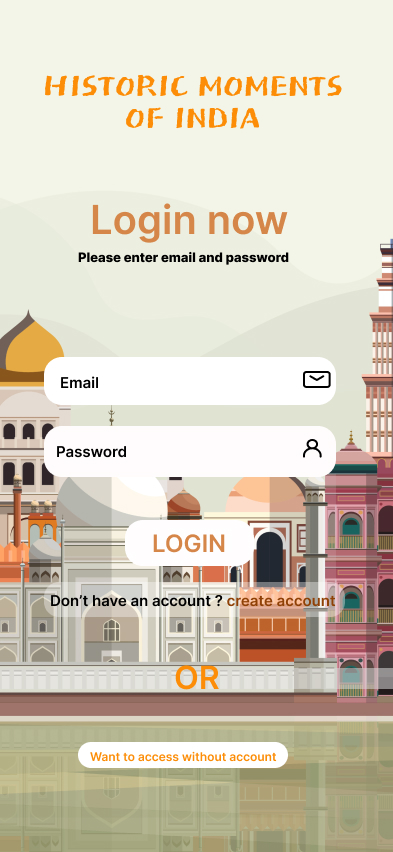 HISTORIC MOMENTS
OF INDIA
Login now
Please enter email and password
Email
Password
LOGIN
Don't have an account ? create account
OR
Want to access without account